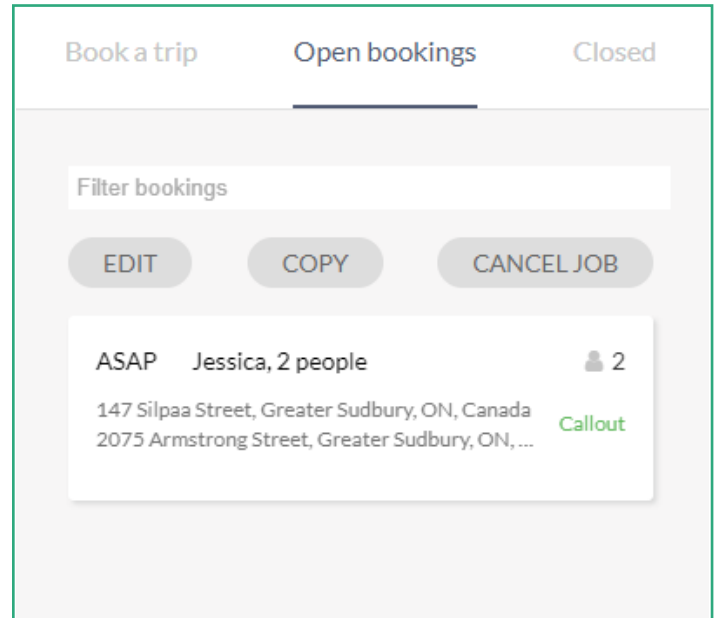 Book a trip Open bookings Closed
Filter bookings
EDIT COPY CANCEL JOB
ASAP Jessica, 2 people 2
147 Silpaa Street, Greater Sudbury, ON, Canada
Callout
2075 Armstrong Street, Greater Sudbury, ON, ...